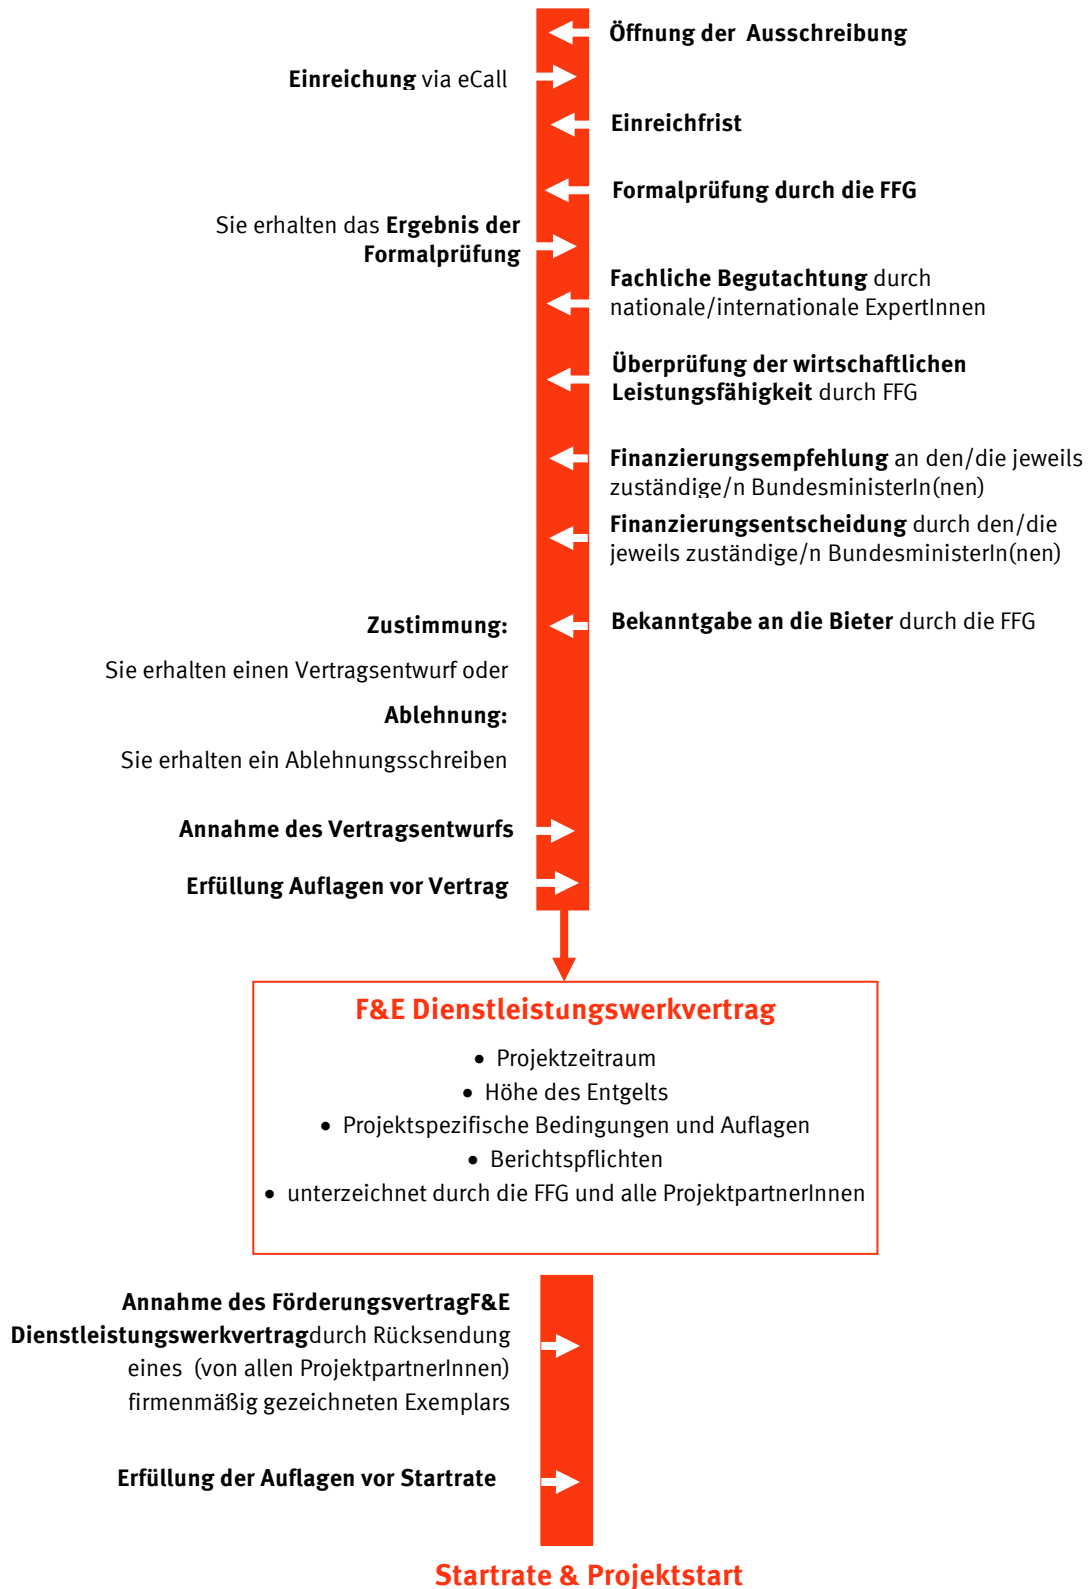 Öffnung der Ausschreibung
Einreichung via eCall
Einreichfrist
Formalprüfung durch die FFG
Sie erhalten das Ergebnis der
Formalprüfung
Fachliche Begutachtung durch
nationale/internationale ExpertInnen
Überprüfung der wirtschaftlichen
Leistungsfähigkeit durch FFG
Finanzierungsempfehlung an den/die jeweils
zuständige/n BundesministerIn(nen)
Finanzierungsentscheidung durch den/die
jeweils zuständige/n BundesministerIn(nen)
Bekanntgabe an die Bieter durch die FFG
Zustimmung:
Sie erhalten einen Vertragsentwurf oder
Ablehnung:
Sie erhalten ein Ablehnungsschreiben
Annahme des Vertragsentwurfs
Erfüllung Auflagen vor Vertrag
F&E Dienstleistungswerkvertrag
• Projektzeitraum
• Höhe des Entgelts
• Projektspezifische Bedingungen und Auflagen
• Berichtspflichten
• unterzeichnet durch die FFG und alle ProjektpartnerInnen
Annahme des FörderungsvertragF&E
Dienstleistungswerkvertragdurch Rücksendung
eines (von allen ProjektpartnerInnen)
firmenmäßig gezeichneten Exemplars
Erfüllung der Auflagen vor Startrate
Startrate & Projektstart